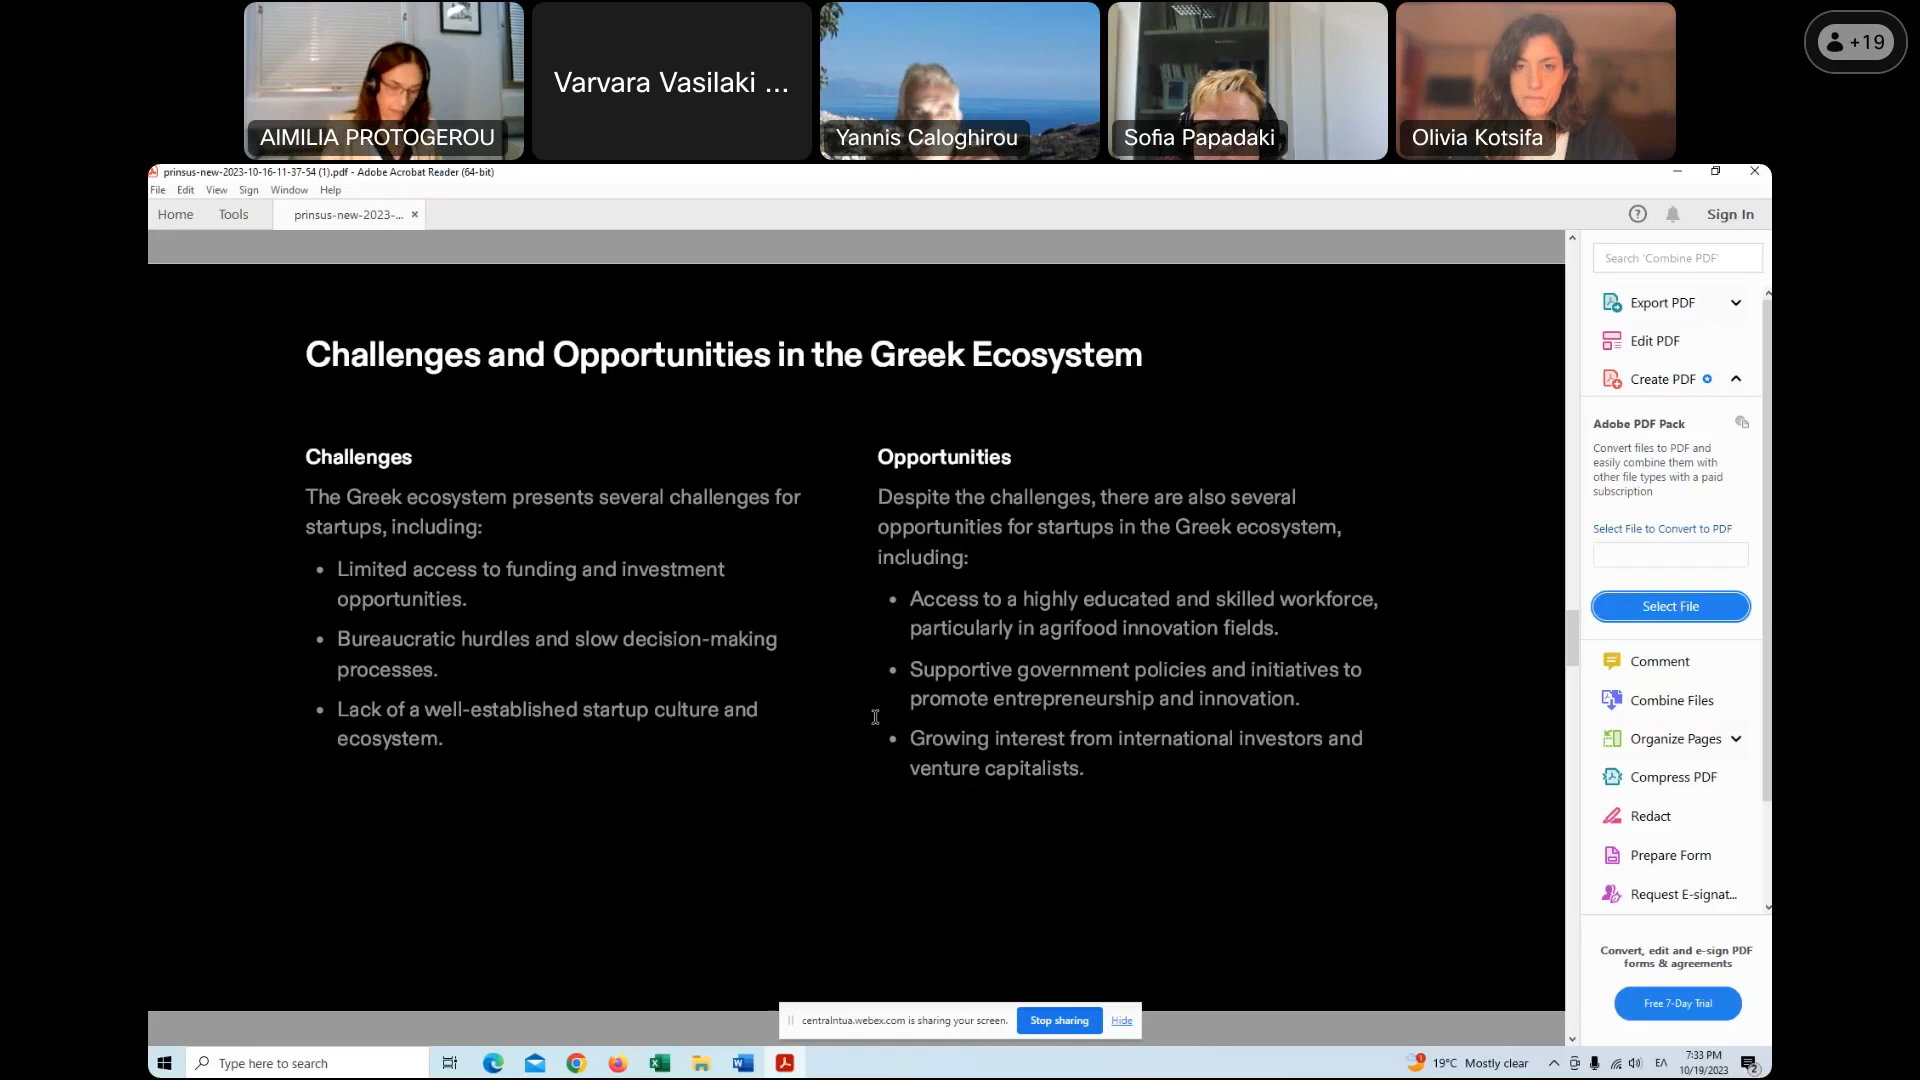 AIMILIA PROTOGEROU
Varvara Vasilaki ...
Yannis Caloghirou
Sofia Papadaki
Olivia Kotsifa
+19
prinsus-new-2023-10-16-11-37-54 (1).pdf - Adobe Acrobat Reader (64-bit)
File Edit View Sign Window Help
Home Tools prinsus-new-2023-... ×
Sign In
Challenges and Opportunities in the Greek Ecosystem
Challenges
The Greek ecosystem presents several challenges for
startups, including:
• Limited access to funding and investment
opportunities.
• Bureaucratic hurdles and slow decision-making
processes.
• Lack of a well-established startup culture and
ecosystem.
Opportunities
Despite the challenges, there are also several
opportunities for startups in the Greek ecosystem,
including:
• Access to a highly educated and skilled workforce,
particularly in agrifood innovation fields.
• Supportive government policies and initiatives to
promote entrepreneurship and innovation.
• Growing interest from international investors and
venture capitalists.
Search 'Combine PDF'
Export PDF
Edit PDF
Create PDF
Adobe PDF Pack
Convert files to PDF and
easily combine them with
other file types with a paid
subscription
Select File to Convert to PDF
Select File
Comment
Combine Files
Organize Pages
Compress PDF
Redact
Prepare Form
Request E-signat...
Convert, edit and e-sign PDF
forms & agreements
Free 7-Day Trial
centralntua.webex.com is sharing your screen. Stop sharing Hide
Type here to search
19°C Mostly clear
ΕΛ
7:33 PM
10/19/2023
2